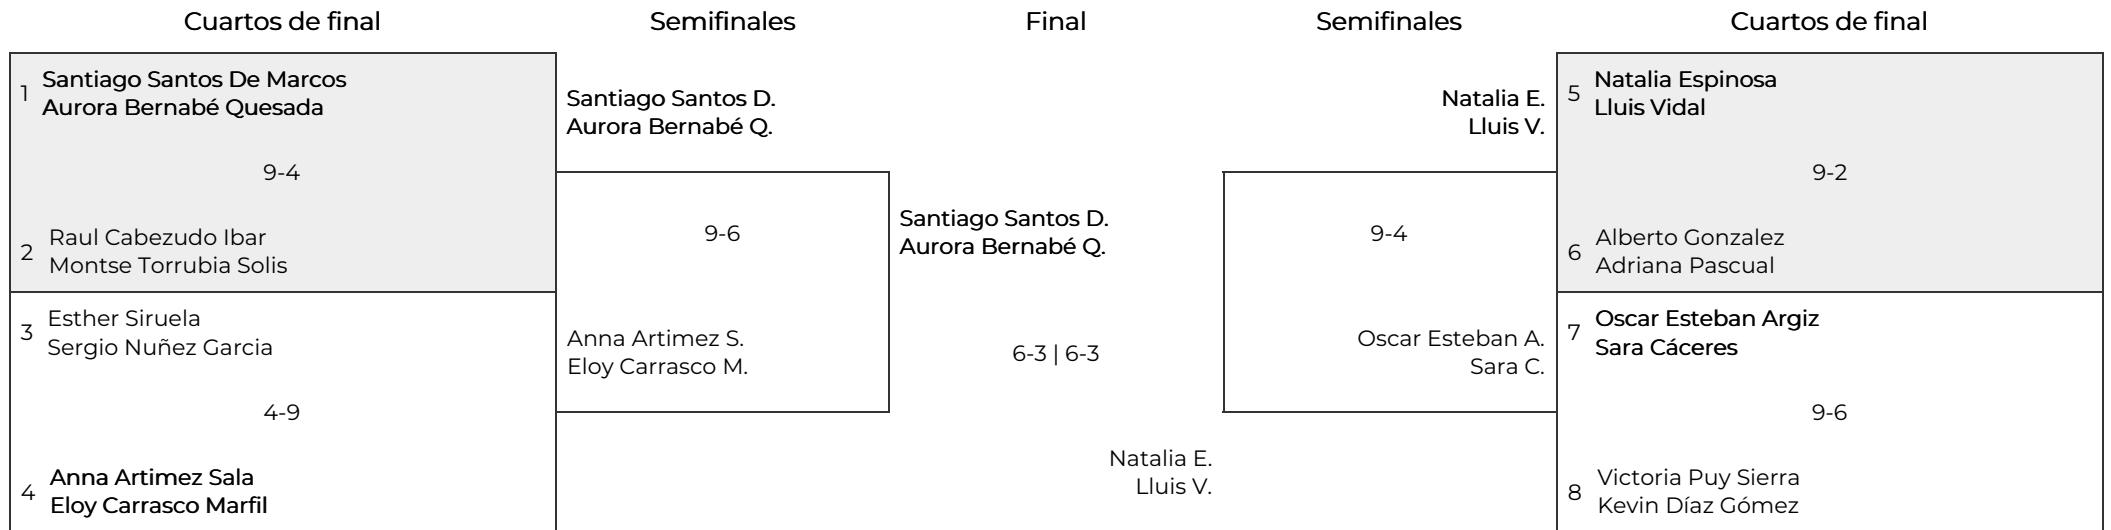 Cuartos de final
Semifinales
Final
Semifinales
Cuartos de final
1
Santiago Santos De Marcos
Aurora Bernabé Quesada
9-4
2
Raul Cabezudo Ibar
Montse Torrubia Solis
3
Esther Siruela
Sergio Nuñez Garcia
4-9
4
Anna Artimez Sala
Eloy Carrasco Marfil
Santiago Santos D.
Aurora Bernabé Q.
9-6
Anna Artimez S.
Eloy Carrasco M.
Santiago Santos D.
Aurora Bernabé Q.
6-3 | 6-3
Natalia E.
Lluis V.
Natalia E.
Lluis V.
9-4
Oscar Esteban A.
Sara C.
5
Natalia Espinosa
Lluis Vidal
9-2
6
Alberto Gonzalez
Adriana Pascual
7
Oscar Esteban Argiz
Sara Cáceres
9-6
8
Victoria Puy Sierra
Kevin Díaz Gómez